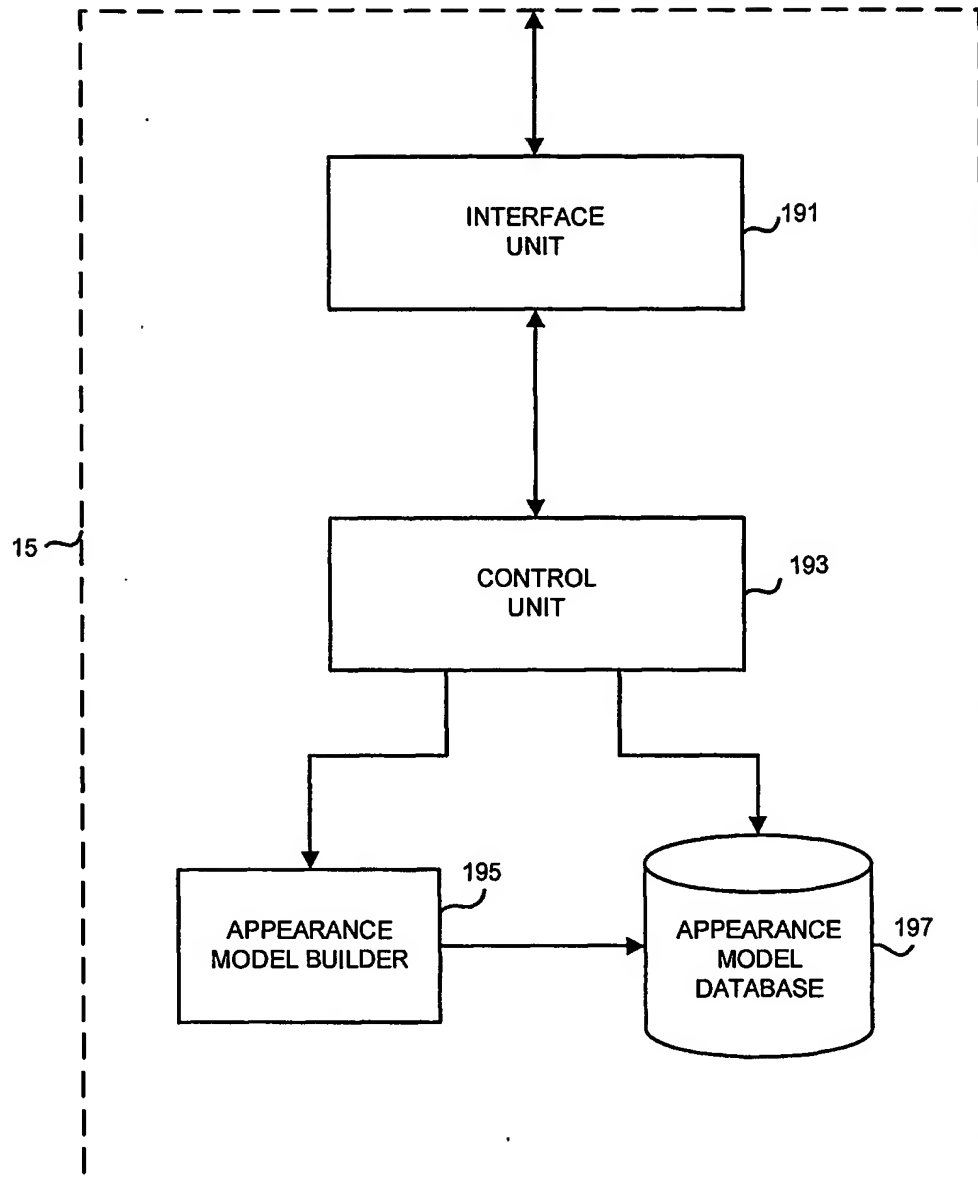 INTERFACE
UNIT
191
15
CONTROL
UNIT
193
195
APPEARANCE
MODEL BUILDER
APPEARANCE
MODEL
DATABASE
197